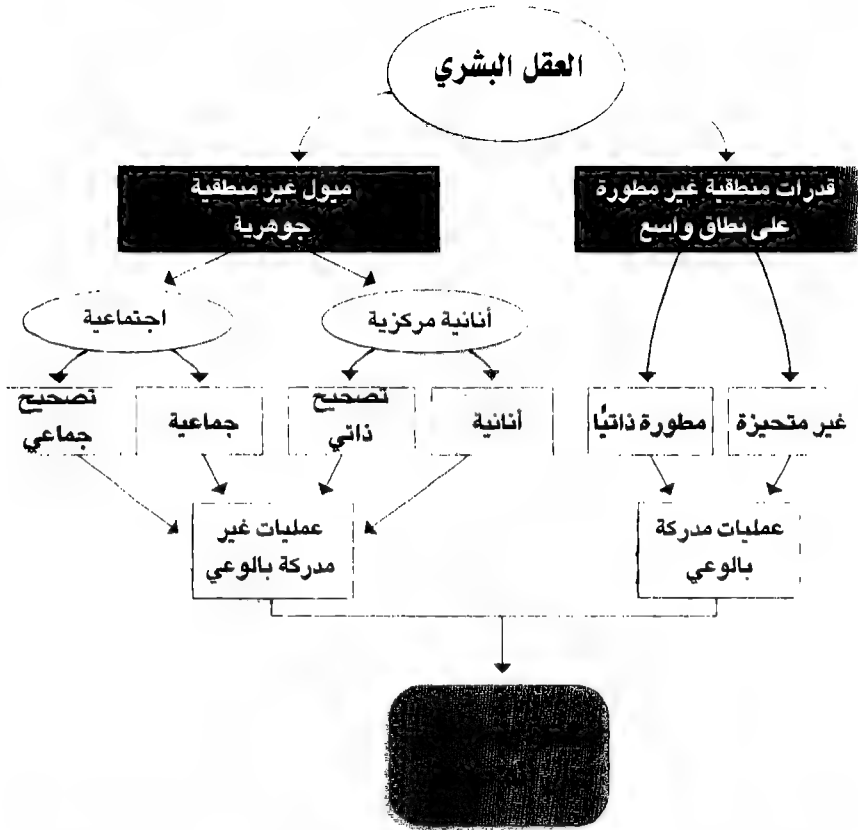 العقل البشري
قدرات منطقية غير مطورة
على نطاق واسع
ميول غير منطقية
جوهرية
أنانية مركزية
اجتماعية
غير متحيزة
مطورة ذاتيًا
أنانية
تصحيح
ذاتي
جماعية
تصحيح
جماعي
عمليات مدركة
بالوعي
عمليات غير
مدركة بالوعي